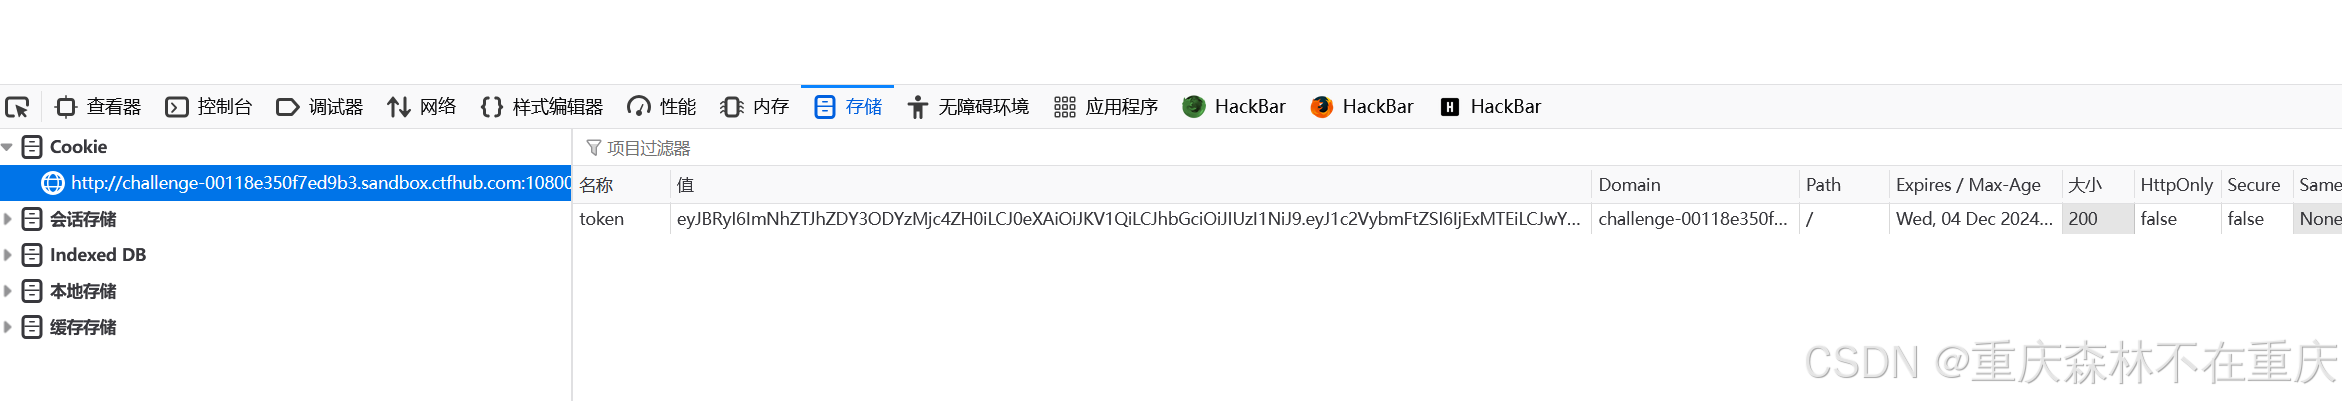 查看器 控制台 调试器 网络 样式编辑器 性能 内存 存储 无障碍环境 应用程序 HackBar HackBar HackBar
Cookie
项目过滤器
http://challenge-00118e350f7ed9b3.sandbox.ctfhub.com:10800
名称 值 Domain Path Expires / Max-Age 大小 HttpOnly Secure Same
会话存储
token eyJBRyI6ImNhZTJhZDY3ODYzMjc4ZH0iLCJ0eXAiOiJKV1QiLCJhbGciOiJIUzI1NiJ9.eyJ1c2VybmFtZSI6IjExMTEiLCJwY... challenge-00118e350f... / Wed, 04 Dec 2024... 200 false false None
Indexed DB
本地存储
缓存存储
CSDN @重庆森林不在重庆